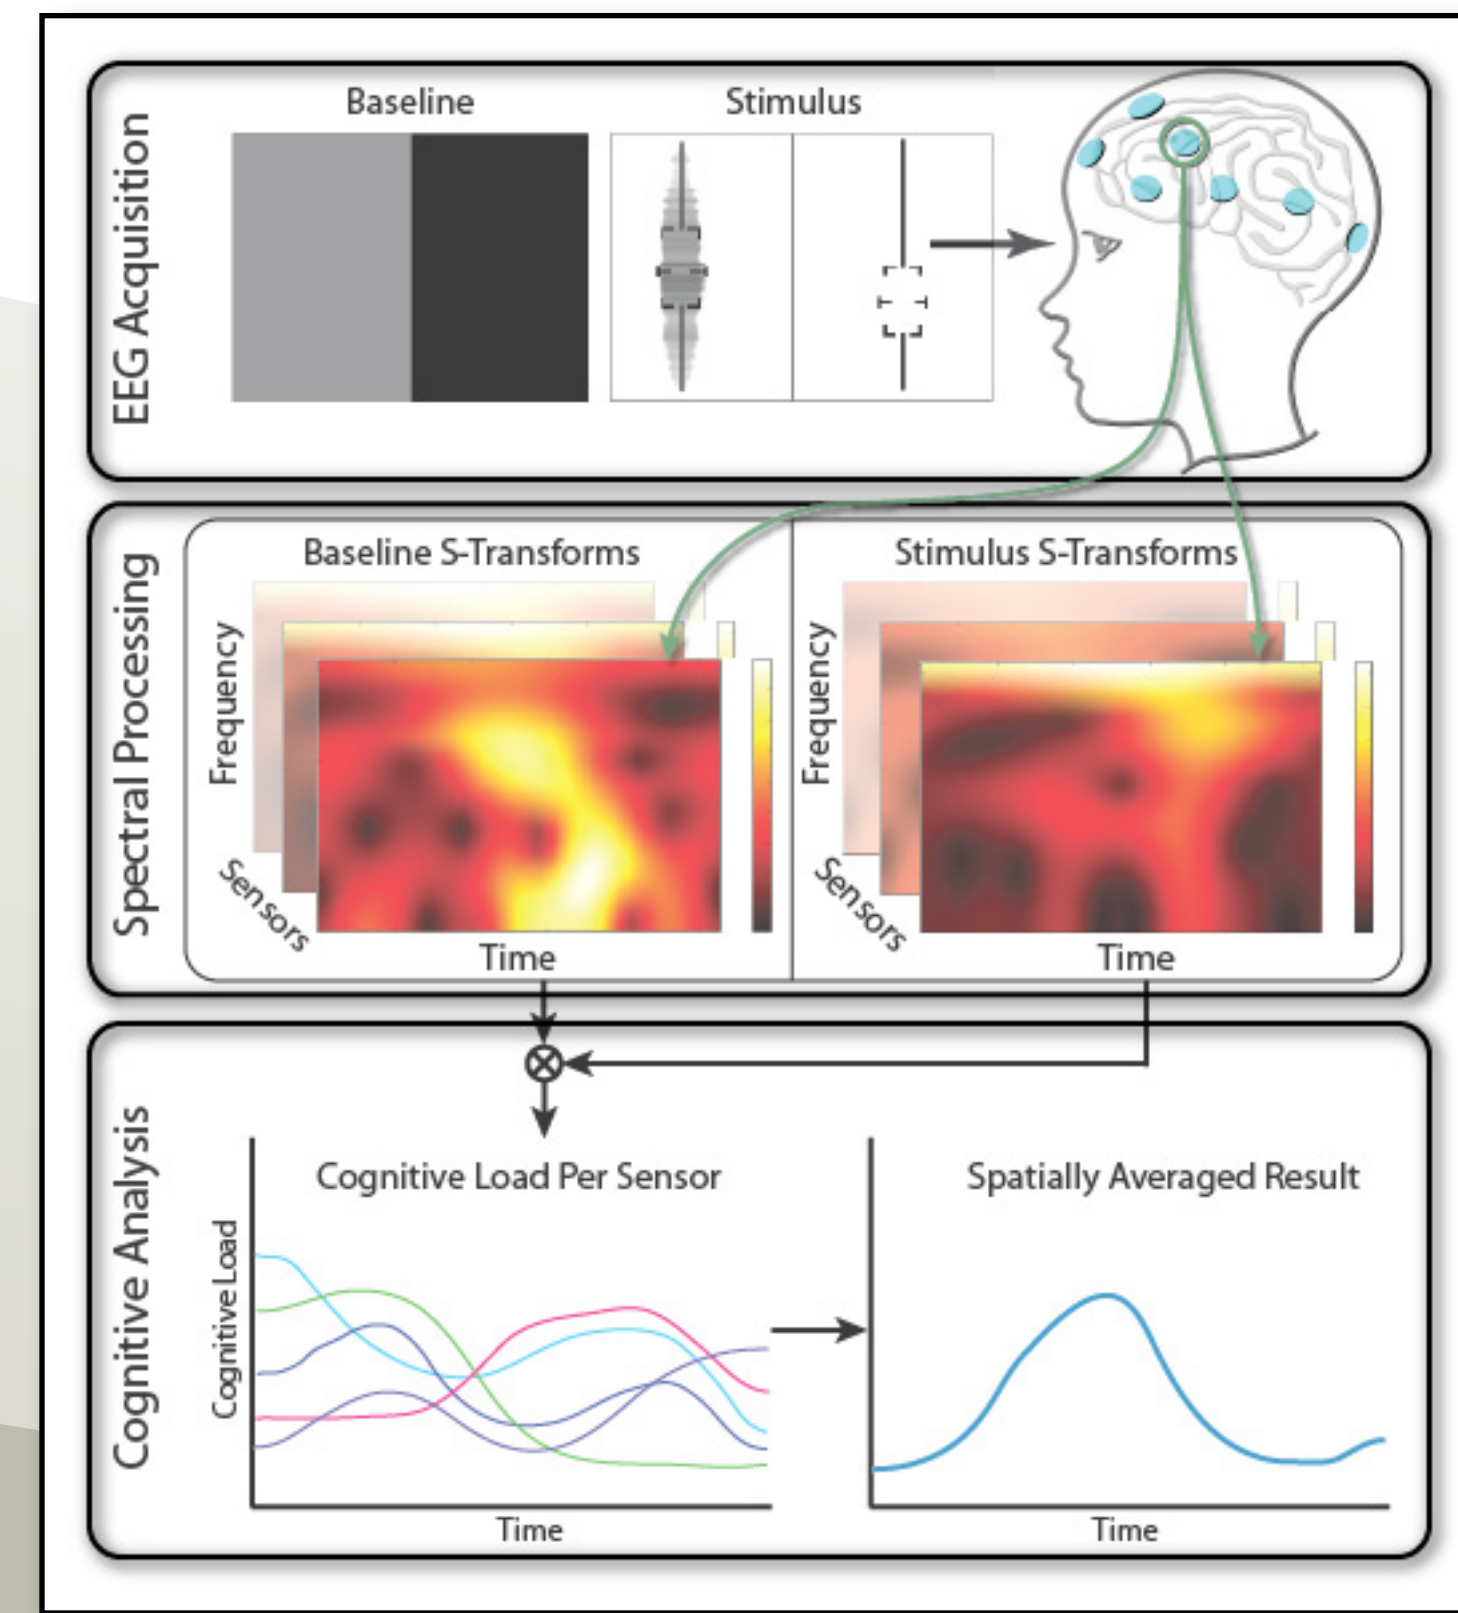 EEG Acquisition
Baseline
Stimulus
Spectral Processing
Baseline S-Transforms
Frequency
Sensors
Time
Stimulus S-Transforms
Frequency
Sensors
Time
Cognitive Analysis
Cognitive Load Per Sensor
Cognitive Load
Time
Spatially Averaged Result
Time